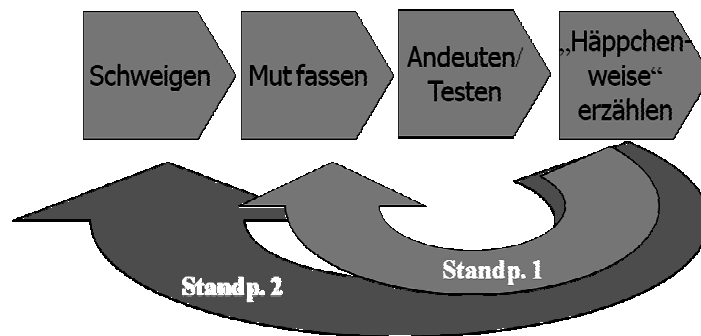 Schweigen
Mut fassen
Andeuten/
Testen
„Häppchen-
weise“
erzählen
Standp. 1
Standp. 2